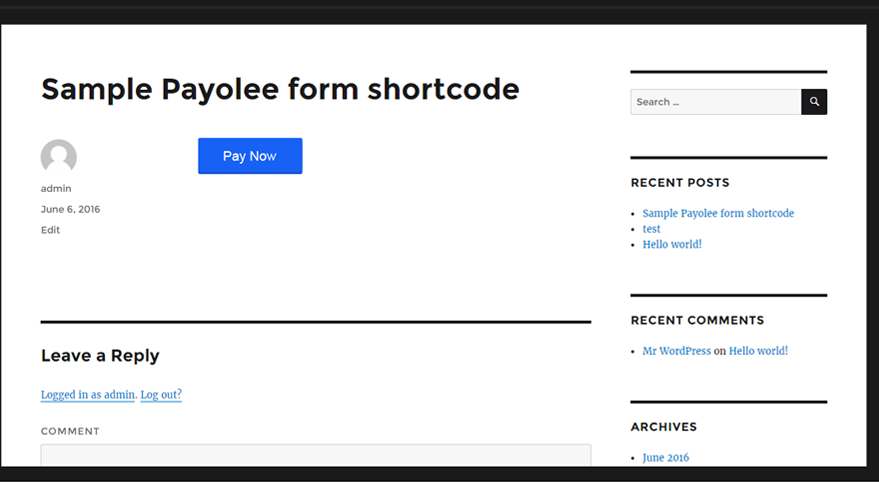 Sample Payolee form shortcode
Pay Now
admin
June 6, 2016
Edit
Leave a Reply
Logged in as admin. Log out?
COMMENT
Search ...
RECENT POSTS
Sample Payolee form shortcode
test
Hello world!
RECENT COMMENTS
Mr WordPress on Hello world!
ARCHIVES
June 2016